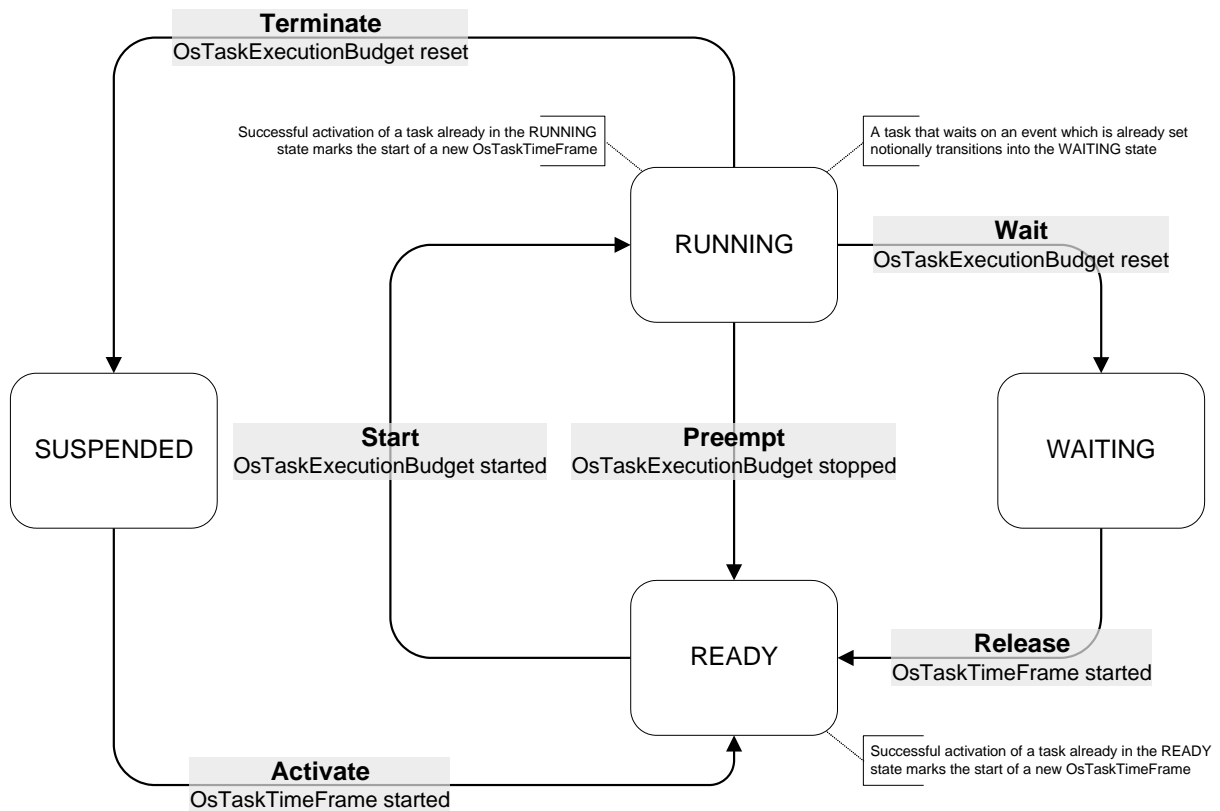 Terminate
OsTaskExecutionBudget reset
Successful activation of a task already in the RUNNING
state marks the start of a new OsTaskTimeFrame
A task that waits on an event which is already set
notionally transitions into the WAITING state
RUNNING
Wait
OsTaskExecutionBudget reset
SUSPENDED
Start
OsTaskExecutionBudget started
Preempt
OsTaskExecutionBudget stopped
WAITING
READY
Release
OsTaskTimeFrame started
Successful activation of a task already in the READY
state marks the start of a new OsTaskTimeFrame
Activate
OsTaskTimeFrame started